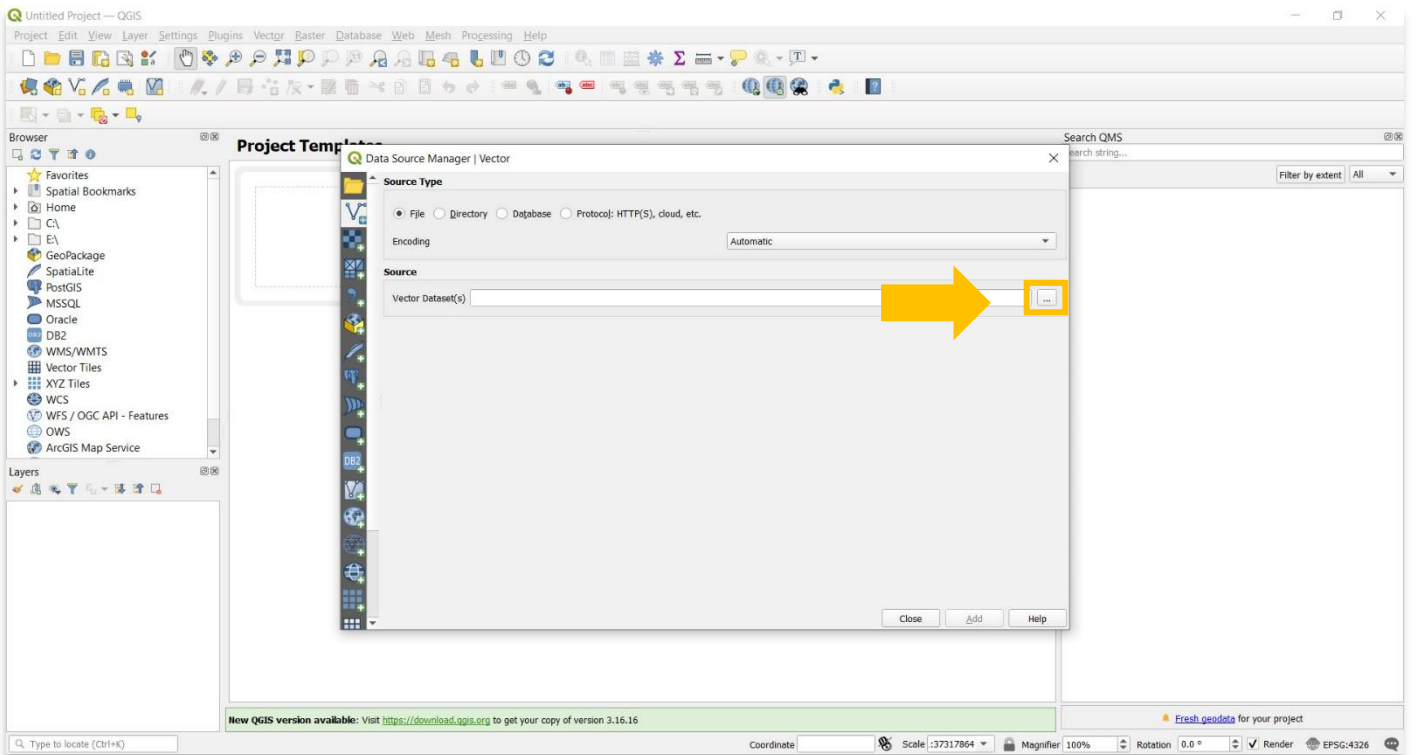 Untitled Project — QGIS
Project Edit View Layer Settings Plugins Vector Raster Database Web Mesh Processing Help
Browser
Project Templates
Search QMS
Search string...
Filter by extent All
Favorites
Spatial Bookmarks
Home
C:\
E:\
GeoPackage
SpatiaLite
PostGIS
MSSQL
Oracle
DB2
WMS/WMTS
Vector Tiles
XYZ Tiles
WCS
WFS / OGC API - Features
OWS
ArcGIS Map Service
Layers
Data Source Manager | Vector
Source Type
File Directory Database Protocol: HTTP(S), cloud, etc.
Encoding Automatic
Source
Vector Dataset(s) ...
DB2
Close Add Help
New QGIS version available: Visit https://download.qgis.org to get your copy of version 3.16.16
Fresh geodata for your project
Type to locate (Ctrl+K) Coordinate Scale :37317864 Magnifier 100% Rotation 0.0 ° Render EPSG:4326